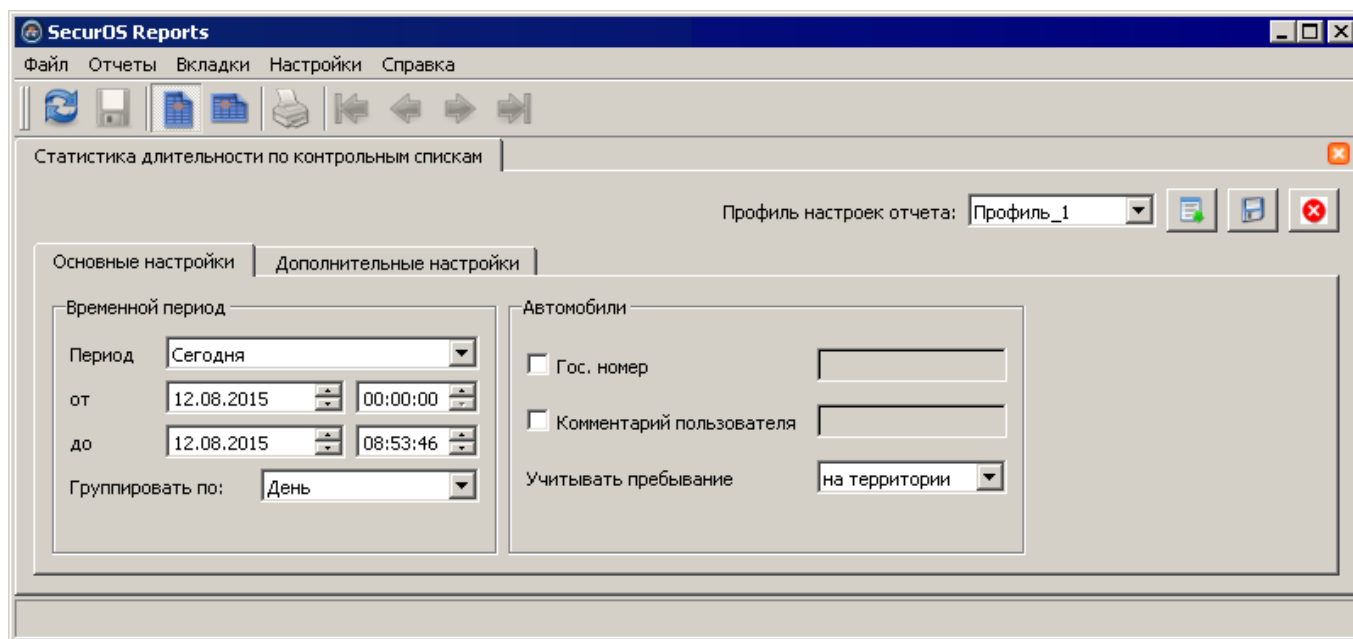 SecurOS Reports
Файл Отчеты Вкладки Настройки Справка
Статистика длительности по контрольным спискам
Профиль настроек отчета: Профиль_1
Основные настройки Дополнительные настройки
Временной период Автомобили
Период Сегодня
Гос. номер
от 12.08.2015 00:00:00
Комментарий пользователя
до 12.08.2015 08:53:46
Учитывать пребывание на территории
Группировать по: День